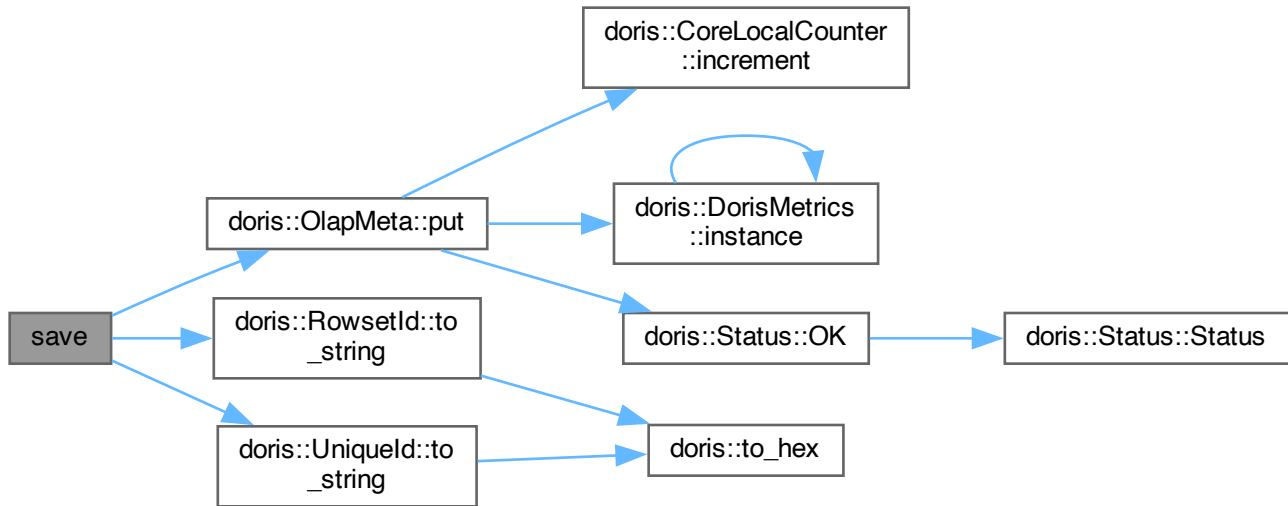 save
doris::OlapMeta::put
doris::RowsetId::to
_string
doris::UniqueId::to
_string
doris::CoreLocalCounter
::increment
doris::DorisMetrics
::instance
doris::Status::OK
doris::to_hex
doris::Status::Status